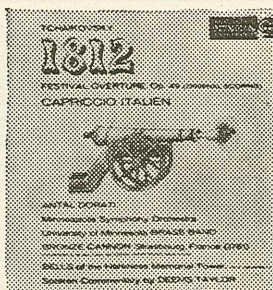 TCHAIKOVSKY
1812
FESTIVAL OVERTURE, Op. 49 (ORIGINAL SCORING)
CAPRICCIO ITALIEN
ANTAL DORATI
Minneapolis Symphony Orchestra
University of Minnesota BRASS BAND
BRONZE CANNON, Strasbourg, France (1761)
BELLS of the Harkness Memorial Tower
Spoken Commentary by DEEMS TAYLOR